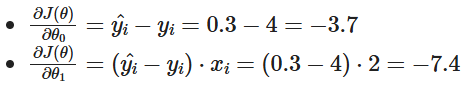 • ∂J(θ)/∂θ₀ = ŷᵢ − yᵢ = 0.3 − 4 = −3.7
• ∂J(θ)/∂θ₁ = (ŷᵢ − yᵢ) · xᵢ = (0.3 − 4) · 2 = −7.4